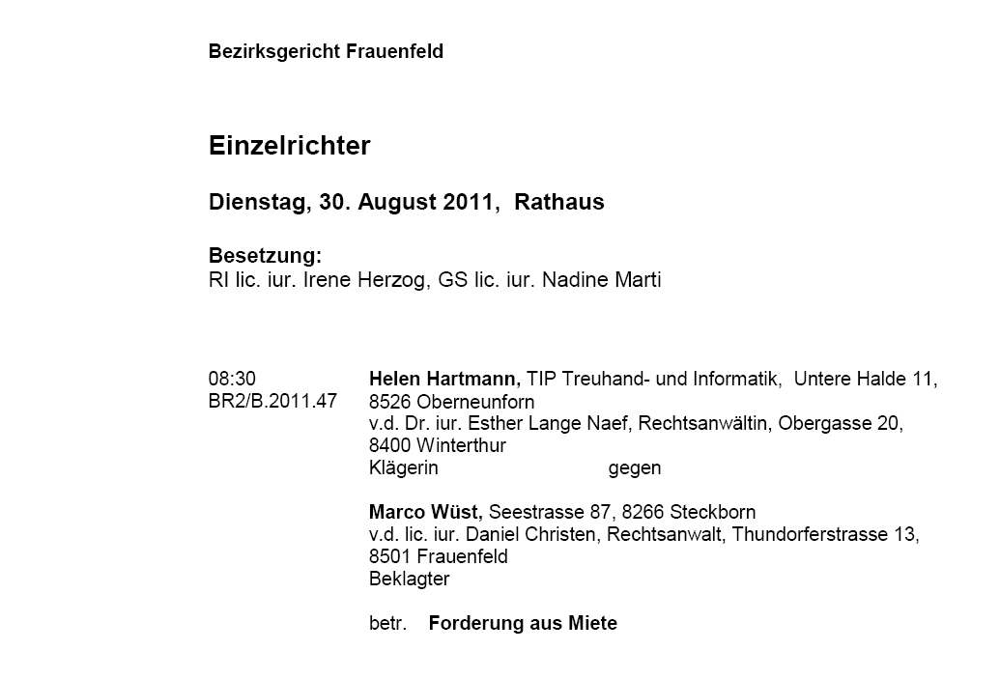 Bezirksgericht Frauenfeld
Einzelrichter
Dienstag, 30. August 2011, Rathaus
Besetzung:
RI lic. iur. Irene Herzog, GS lic. iur. Nadine Marti
08:30 Helen Hartmann, TIP Treuhand- und Informatik, Untere Halde 11,
BR2/B.2011.47 8526 Oberneunforn
v.d. Dr. iur. Esther Lange Naef, Rechtsanwältin, Obergasse 20,
8400 Winterthur
Klägerin gegen
Marco Wüst, Seestrasse 87, 8266 Steckborn
v.d. lic. iur. Daniel Christen, Rechtsanwalt, Thundorferstrasse 13,
8501 Frauenfeld
Beklagter
betr. Forderung aus Miete